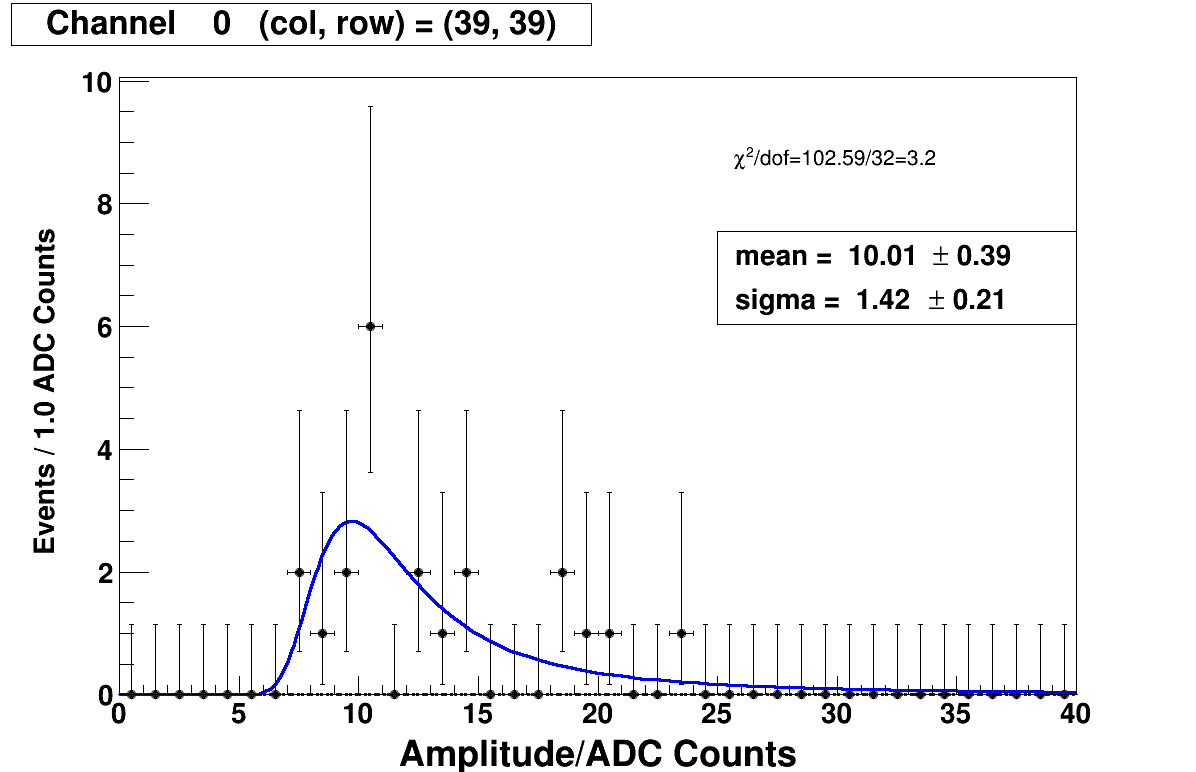 Channel 0 (col, row) = (39, 39)
10
χ²/dof=102.59/32=3.2
8
mean = 10.01 ± 0.39
sigma = 1.42 ± 0.21
6
4
2
0
Events / 1.0 ADC Counts
0 5 10 15 20 25 30 35 40
Amplitude/ADC Counts